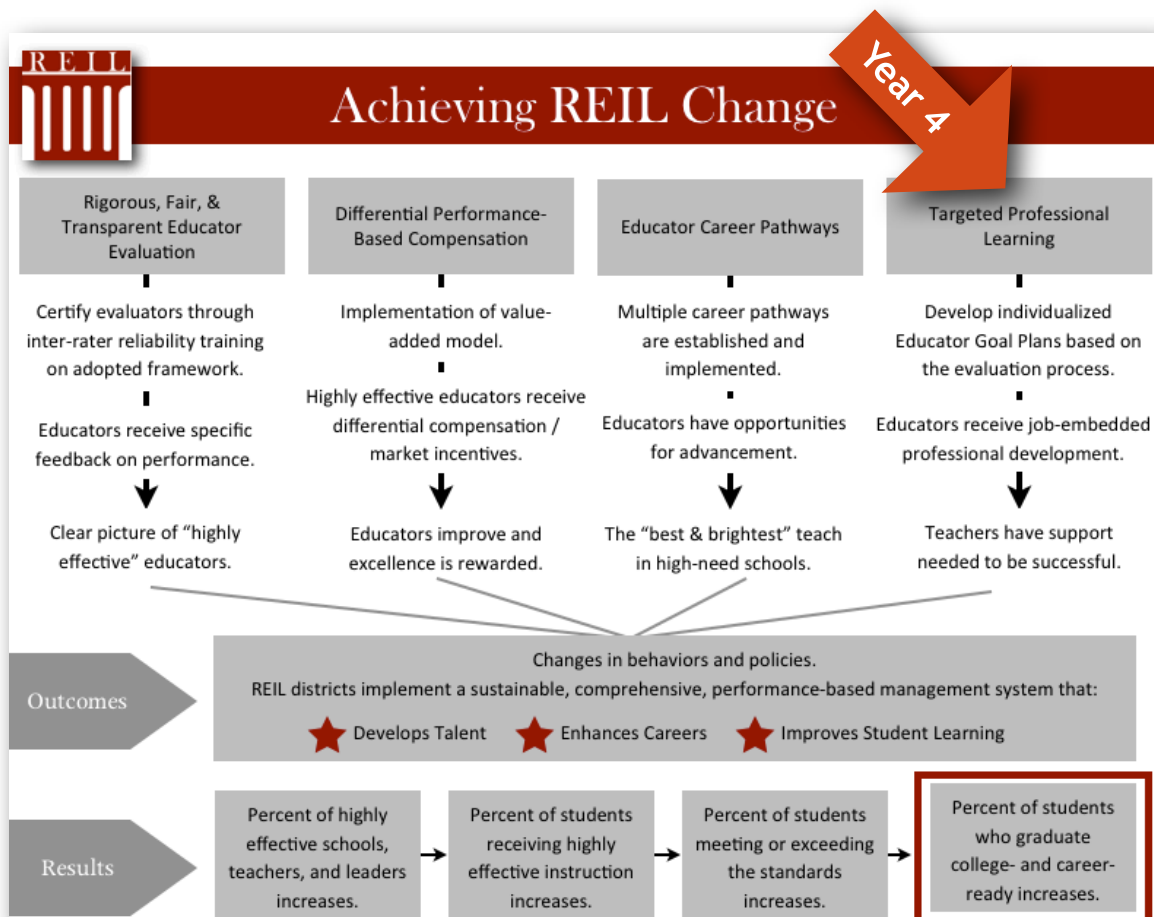 REIL
Achieving REIL Change
Year 4
Rigorous, Fair, &
Transparent Educator
Evaluation
Certify evaluators through
inter-rater reliability training
on adopted framework.
Educators receive specific
feedback on performance.
Clear picture of “highly
effective” educators.
Differential Performance-
Based Compensation
Implementation of value-
added model.
Highly effective educators receive
differential compensation /
market incentives.
Educators improve and
excellence is rewarded.
Educator Career Pathways
Multiple career pathways
are established and
implemented.
Educators have opportunities
for advancement.
The “best & brightest” teach
in high-need schools.
Targeted Professional
Learning
Develop individualized
Educator Goal Plans based on
the evaluation process.
Educators receive job-embedded
professional development.
Teachers have support
needed to be successful.
Outcomes
Changes in behaviors and policies.
REIL districts implement a sustainable, comprehensive, performance-based management system that:
Develops Talent
Enhances Careers
Improves Student Learning
Results
Percent of highly
effective schools,
teachers, and leaders
increases.
Percent of students
receiving highly
effective instruction
increases.
Percent of students
meeting or exceeding
the standards
increases.
Percent of students
who graduate
college- and career-
ready increases.